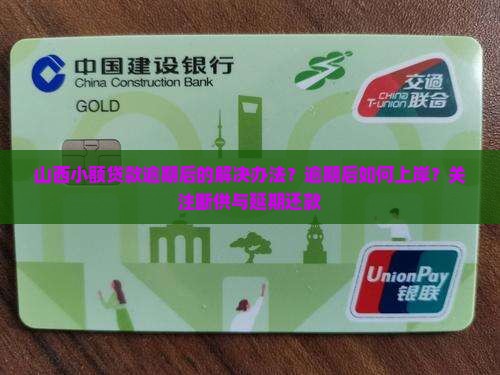 中国建设银行
China Construction Bank
GOLD
交通
联合
CHINA
T-UNION
山西小额贷款逾期后的解决办法?逾期后如何上岸?关
注断供与延期还款
UnionPay
银联